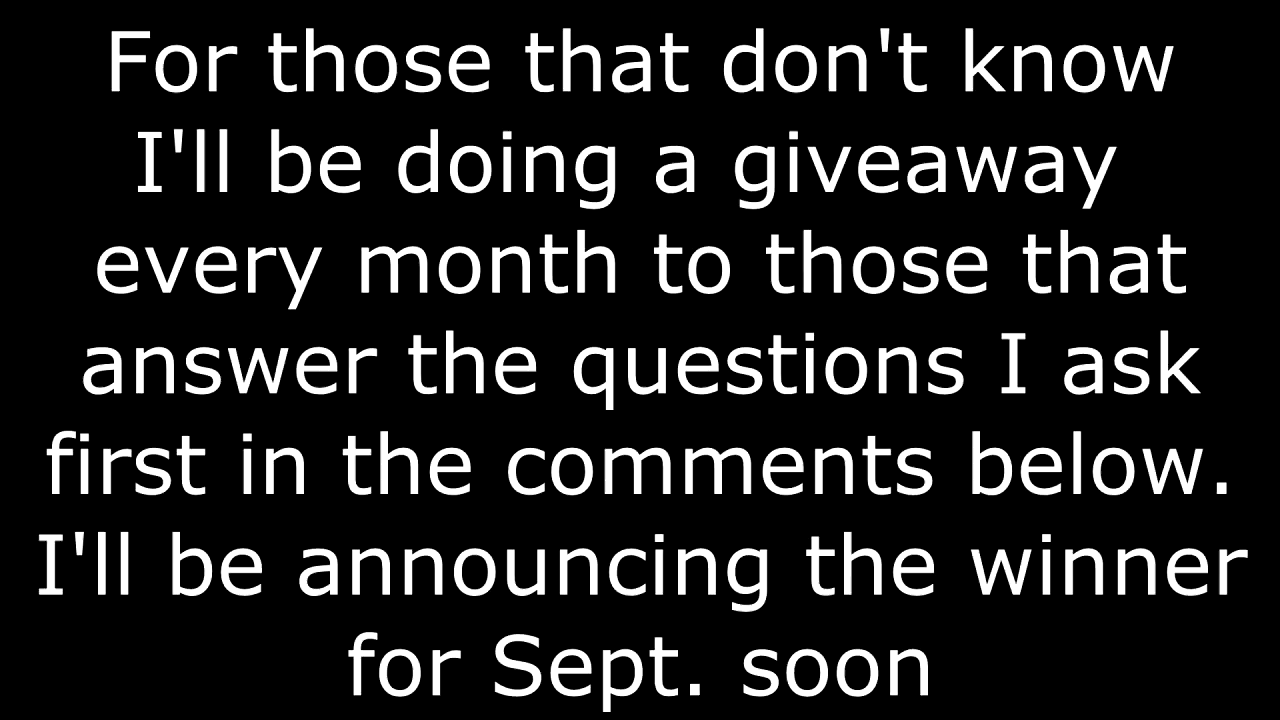 For those that don't know
I'll be doing a giveaway
every month to those that
answer the questions I ask
first in the comments below.
I'll be announcing the winner
for Sept. soon